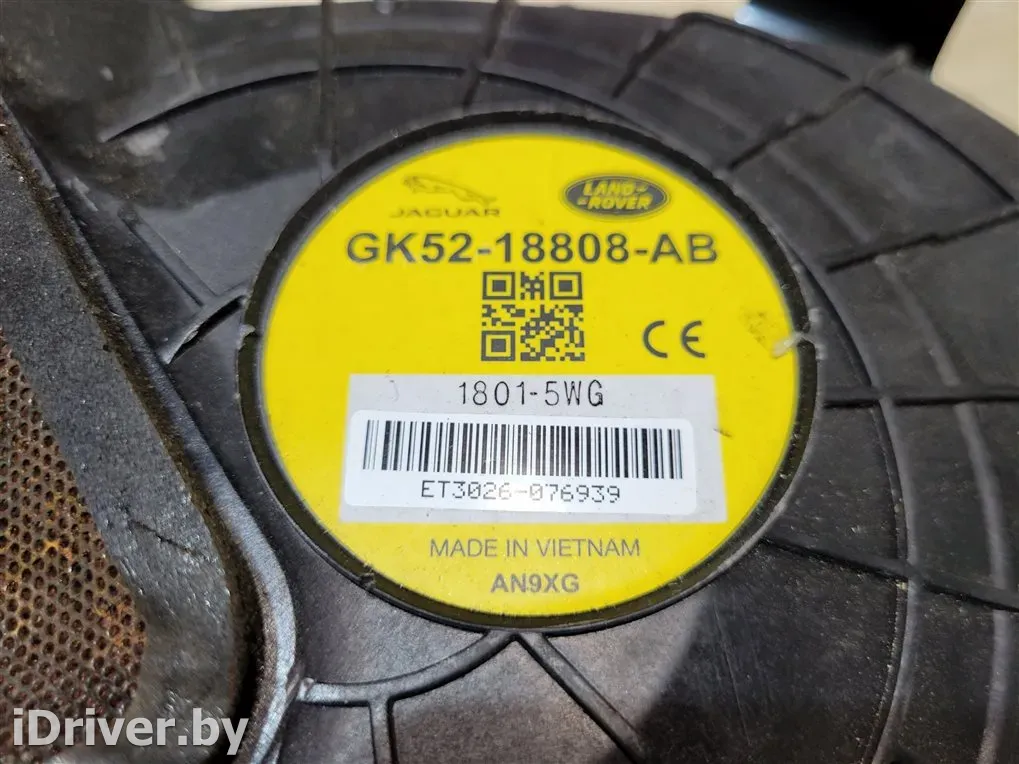 JAGUAR
LAND ROVER
GK52-18808-AB
CE
1801-5WG
ET3026-076939
MADE IN VIETNAM
AN9XG
iDriver.by